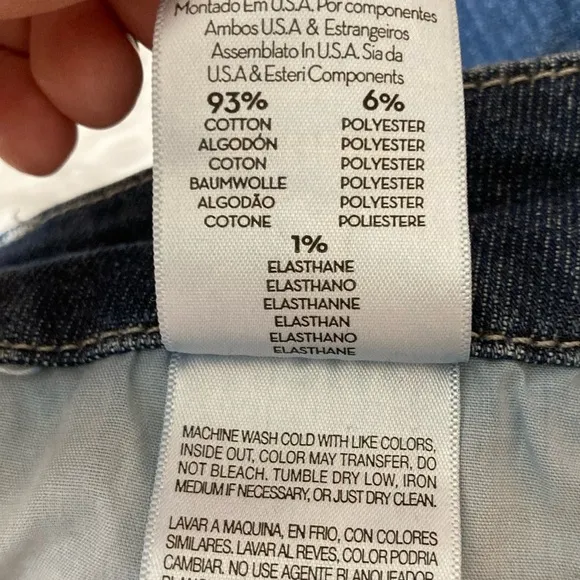 Montado Em U.S.A. Por componentes
Ambos U.S.A & Estrangeiros
Assemblato In U.S.A. Sia da
U.S.A & Esteri Components
93% 6%
COTTON POLYESTER
ALGODÓN POLYESTER
COTON POLYESTER
BAUMWOLLE POLYESTER
ALGODÃO POLYESTER
COTONE POLIESTERE
1%
ELASTHANE
ELASTHANO
ELASTHANNE
ELASTHAN
ELASTHANO
ELASTHANE
MACHINE WASH COLD WITH LIKE COLORS,
INSIDE OUT, COLOR MAY TRANSFER, DO
NOT BLEACH. TUMBLE DRY LOW, IRON
MEDIUM IF NECESSARY, OR JUST DRY CLEAN.
LAVAR A MAQUINA, EN FRIO, CON COLORES
SIMILARES. LAVAR AL REVES, COLOR PODRIA
CAMBIAR. NO USE AGENTE BLANQUEADOR